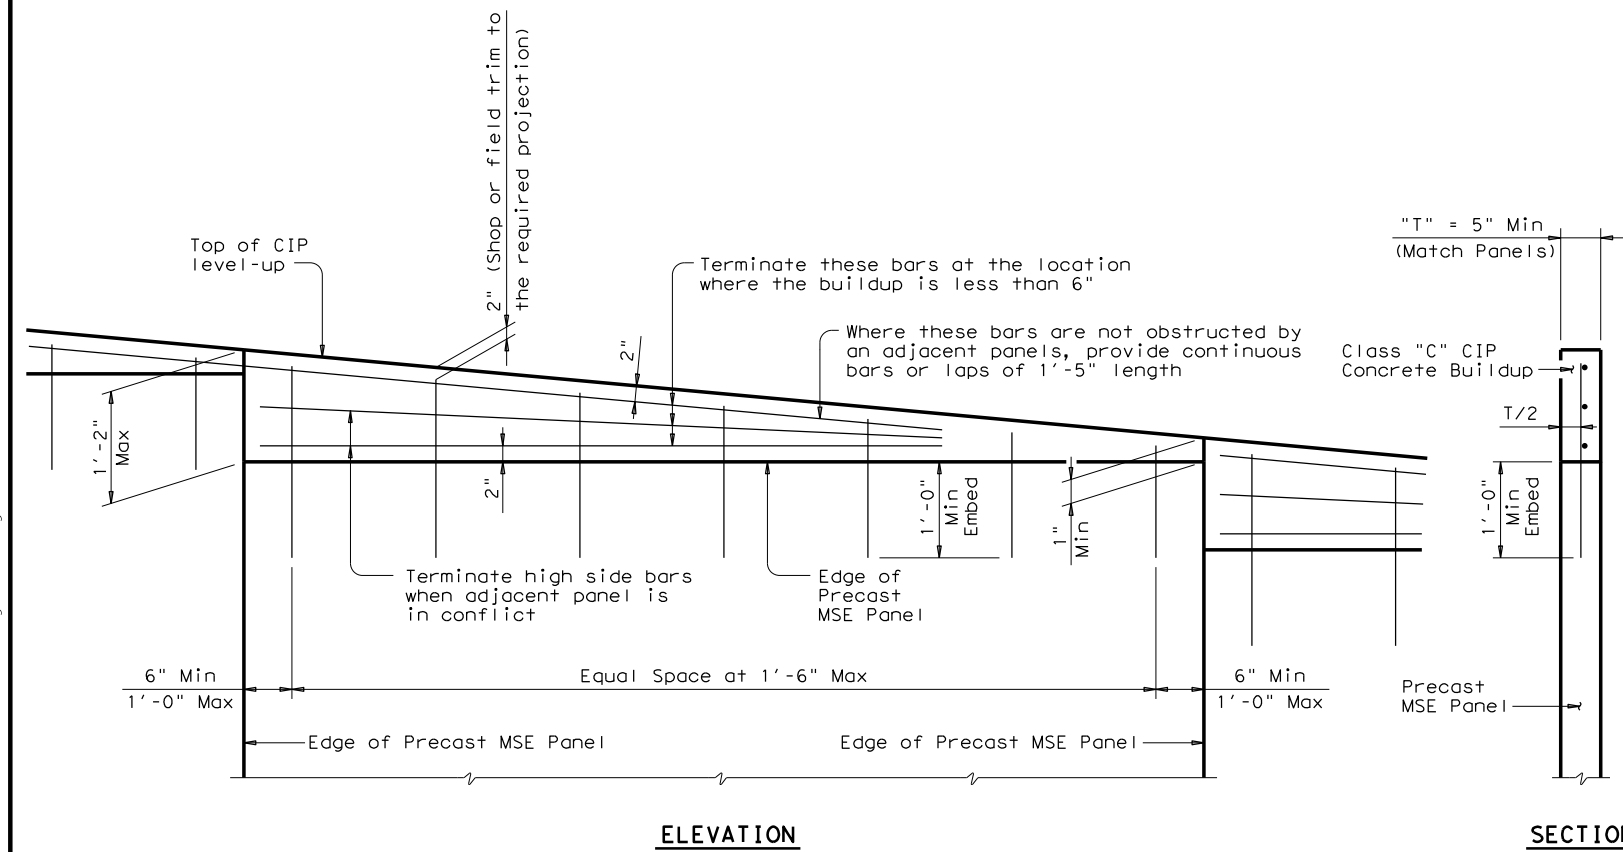 2" (Shop or field trim to
the required projection)
"T" = 5" Min
(Match Panels)
Top of CIP
level-up
Terminate these bars at the location
where the buildup is less than 6"
Where these bars are not obstructed by
an adjacent panels, provide continuous
bars or laps of 1'-5" length
2"
Class "C" CIP
Concrete Buildup
T/2
1'-2"
Max
2"
1'-0"
Min
Embed
1"
Min
1'-0"
Min
Embed
Terminate high side bars
when adjacent panel is
in conflict
Edge of
Precast
MSE Panel
6" Min
1'-0" Max
Equal Space at 1'-6" Max
6" Min
1'-0" Max
Precast
MSE Panel
Edge of Precast MSE Panel
Edge of Precast MSE Panel
ELEVATION